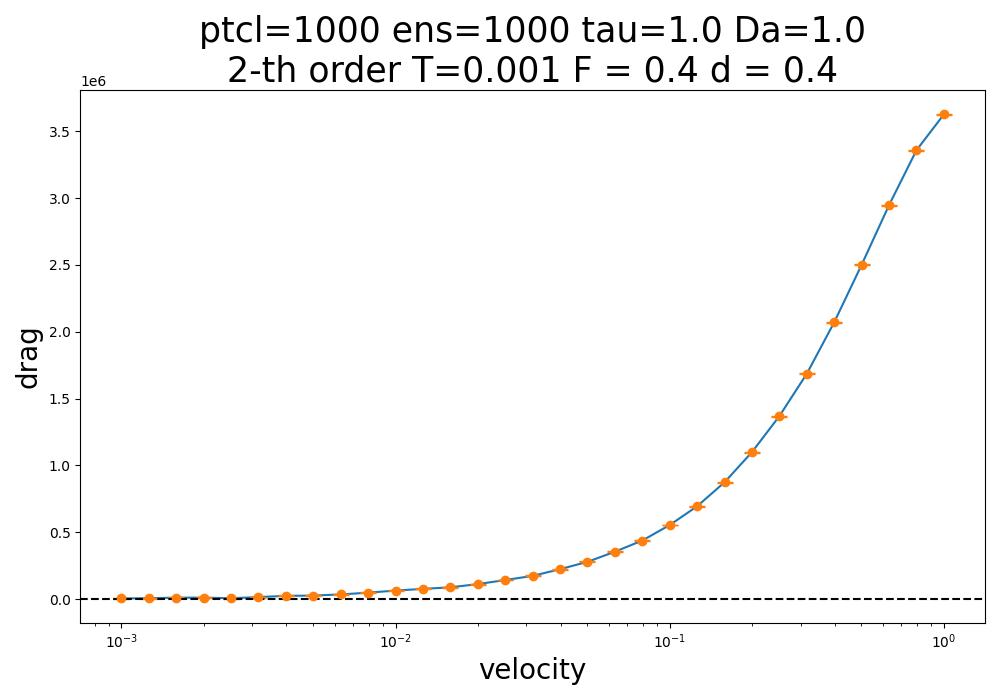 ptcl=1000 ens=1000 tau=1.0 Da=1.0
2-th order T=0.001 F = 0.4 d = 0.4
1e6
3.5
3.0
2.5
2.0
1.5
1.0
0.5
0.0
drag
10⁻³ 10⁻² 10⁻¹ 10⁰
velocity